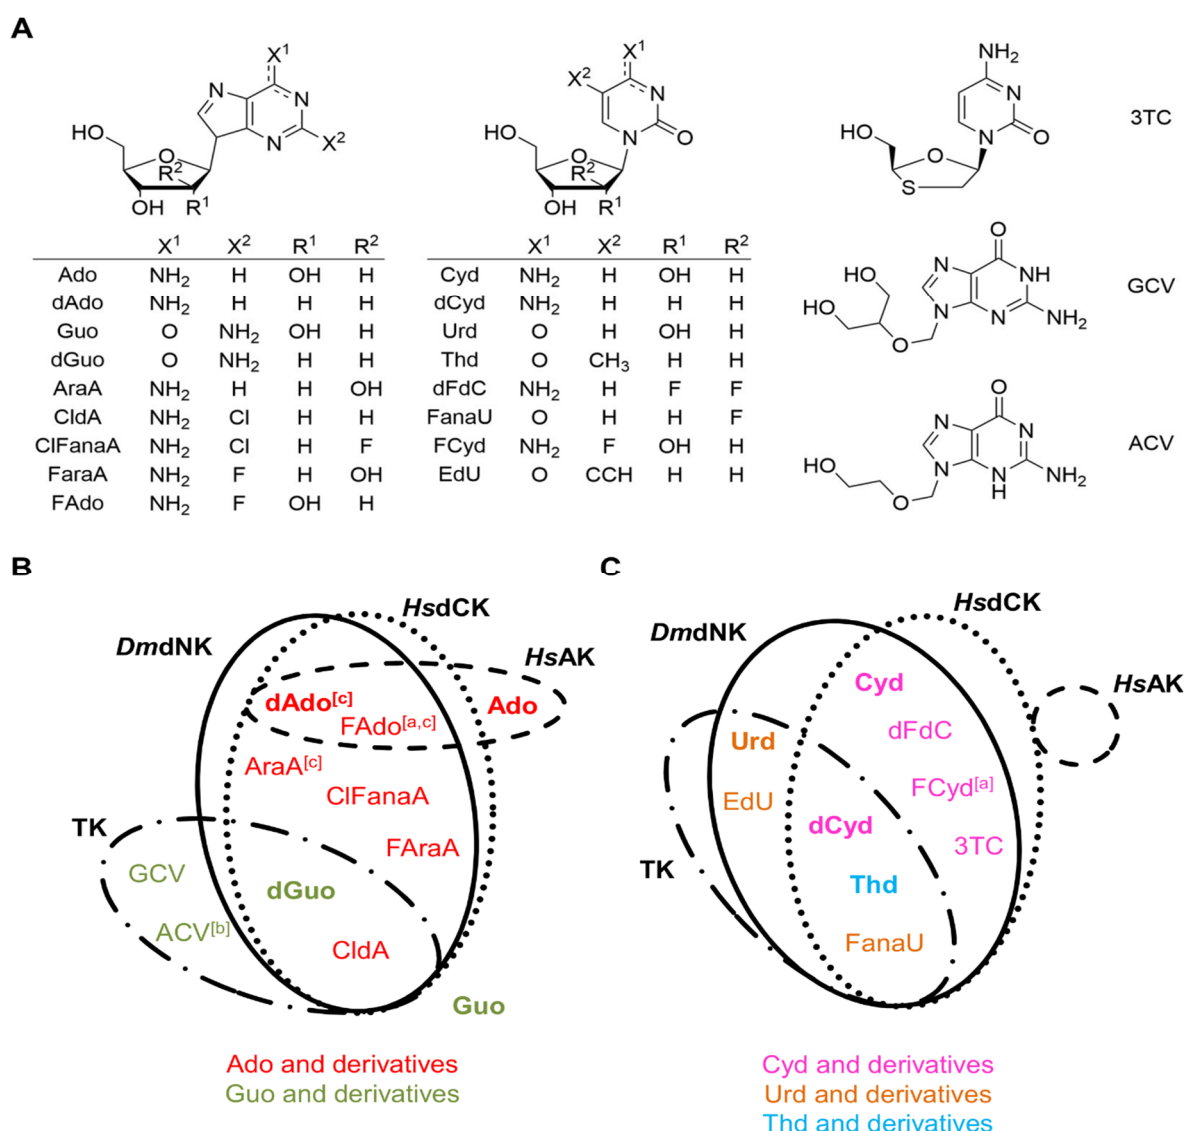 A
X¹
N
N
N
X²
HO
O
R²
OH
R¹
X¹
X²
N
N
O
HO
O
R²
OH
R¹
NH₂
N
N
O
HO
O
S
3TC
X¹ X² R¹ R²
Ado NH₂ H OH H
dAdo NH₂ H H H
Guo O NH₂ OH H
dGuo O NH₂ H H
AraA NH₂ H H OH
CldA NH₂ Cl H H
ClFanaA NH₂ Cl H F
FaraA NH₂ F H OH
FAdo NH₂ F OH H
X¹ X² R¹ R²
Cyd NH₂ H OH H
dCyd NH₂ H H H
Urd O H OH H
Thd O CH₃ H H
dFdC NH₂ H F F
FanaU O H H F
FCyd NH₂ F OH H
EdU O CCH H H
O
N
NH
HO
N
N
NH₂
HO
O
GCV
O
N
N
HO
N
N
H
NH₂
O
ACV
B
HsdCK
DmdNK
HsAK
dAdo[c]
Ado
FAdo[a,c]
AraA[c]
ClFanaA
TK
FAraA
GCV
dGuo
ACV[b]
CldA
Guo
Ado and derivatives
Guo and derivatives
C
HsdCK
DmdNK
HsAK
Cyd
Urd
dFdC
FCyd[a]
EdU
dCyd
3TC
TK
Thd
FanaU
Cyd and derivatives
Urd and derivatives
Thd and derivatives